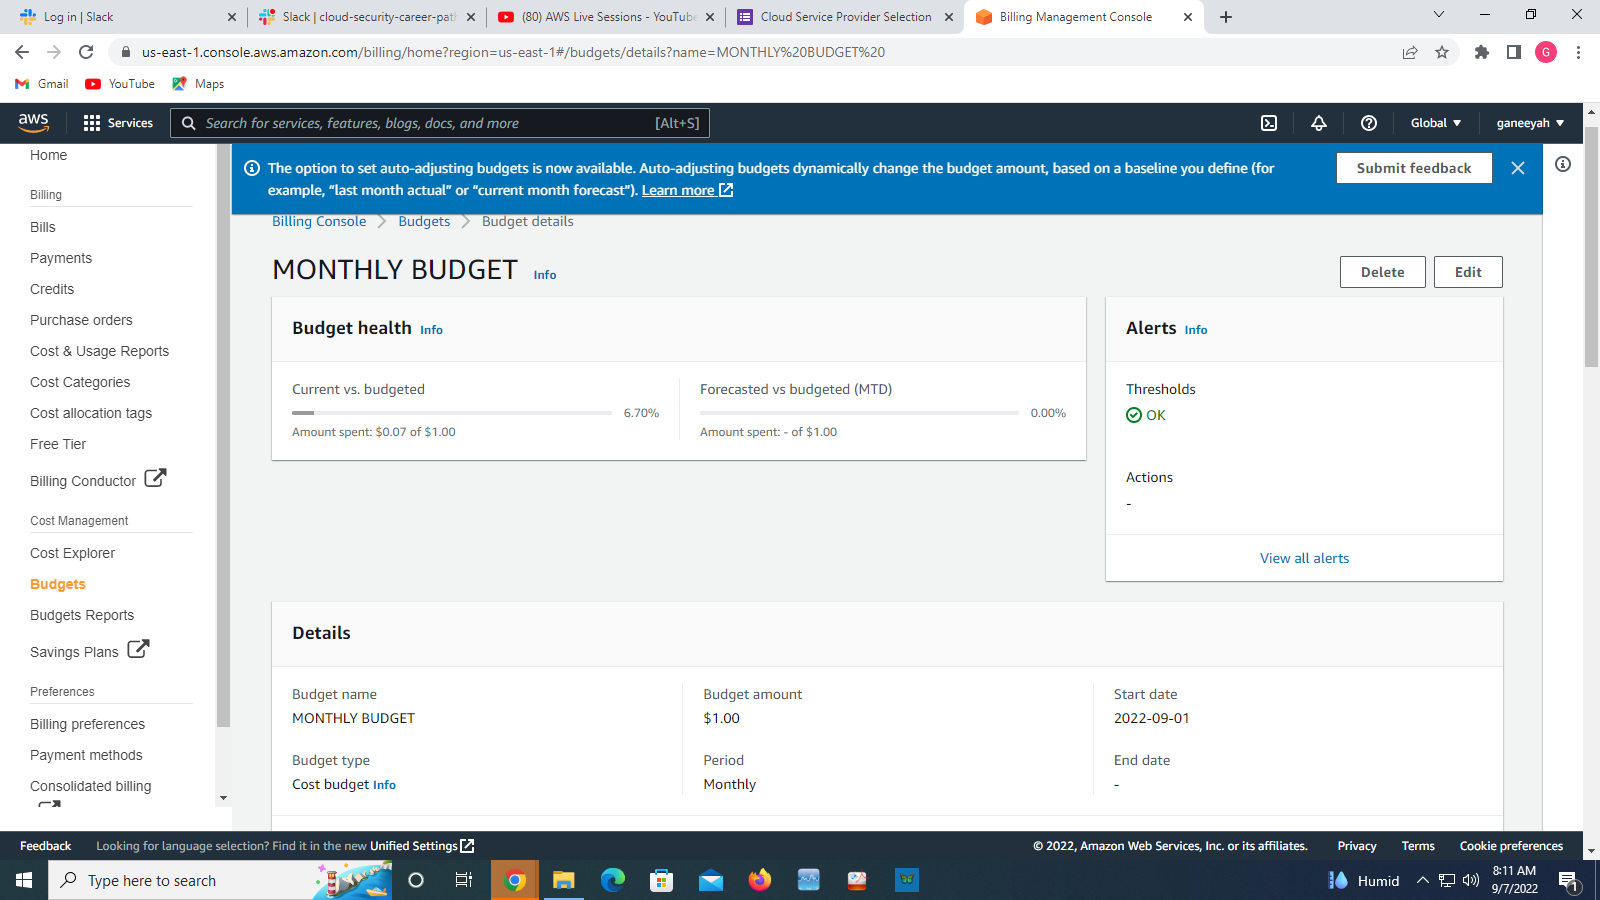 Log in | Slack
Slack | cloud-security-career-pat
(80) AWS Live Sessions - YouTube
Cloud Service Provider Selection
Billing Management Console
us-east-1.console.aws.amazon.com/billing/home?region=us-east-1#/budgets/details?name=MONTHLY%20BUDGET%20
G
Gmail
YouTube
Maps
aws
Services
Search for services, features, blogs, docs, and more
[Alt+S]
Global
ganeeyah
Home
Billing
Bills
Payments
Credits
Purchase orders
Cost & Usage Reports
Cost Categories
Cost allocation tags
Free Tier
Billing Conductor
Cost Management
Cost Explorer
Budgets
Budgets Reports
Savings Plans
Preferences
Billing preferences
Payment methods
Consolidated billing
The option to set auto-adjusting budgets is now available. Auto-adjusting budgets dynamically change the budget amount, based on a baseline you define (for
example, “last month actual” or “current month forecast”). Learn more
Submit feedback
Billing Console
Budgets
Budget details
MONTHLY BUDGET Info
Delete
Edit
Budget health Info
Current vs. budgeted
6.70%
Amount spent: $0.07 of $1.00
Forecasted vs budgeted (MTD)
0.00%
Amount spent: - of $1.00
Alerts Info
Thresholds
OK
Actions
-
View all alerts
Details
Budget name
MONTHLY BUDGET
Budget type
Cost budget Info
Budget amount
$1.00
Period
Monthly
Start date
2022-09-01
End date
-
Feedback
Looking for language selection? Find it in the new Unified Settings
© 2022, Amazon Web Services, Inc. or its affiliates.
Privacy
Terms
Cookie preferences
Type here to search
Humid
8:11 AM
9/7/2022
1